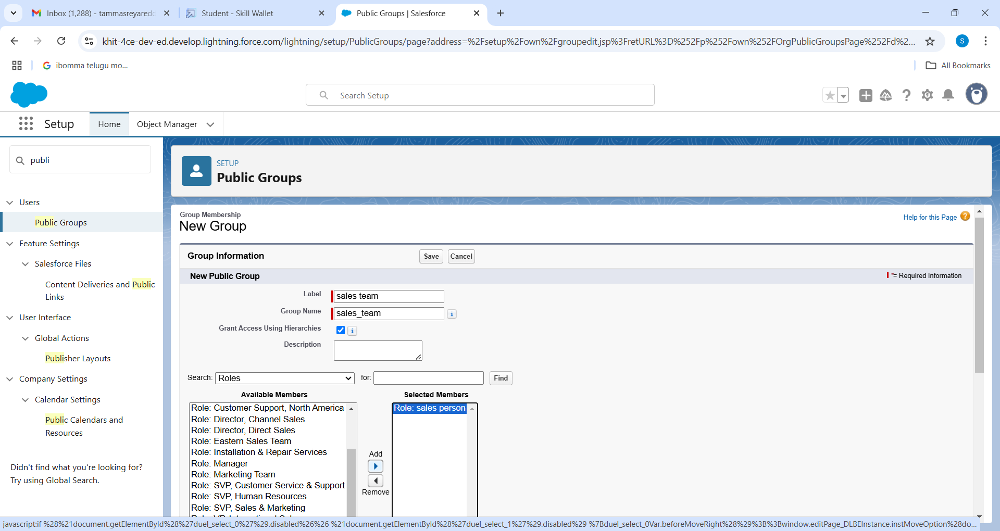 Inbox (1,288) - tammasreyaredd
Student - Skill Wallet
Public Groups | Salesforce
khit-4ce-dev-ed.develop.lightning.force.com/lightning/setup/PublicGroups/page?address=%2Fsetup%2Fown%2Fgroupedit.jsp%3FretURL%3D%252Fp%252Fown%252FOrgPublicGroupsPage%252Fd%2...
S
ibomma telugu mo...
All Bookmarks
Search Setup
Setup
Home
Object Manager
publi
Users
Public Groups
Feature Settings
Salesforce Files
Content Deliveries and Public
Links
User Interface
Global Actions
Publisher Layouts
Company Settings
Calendar Settings
Public Calendars and
Resources
Didn't find what you're looking for?
Try using Global Search.
SETUP
Public Groups
Group Membership
New Group
Help for this Page
Group Information
Save
Cancel
New Public Group
*= Required Information
Label
sales team
Group Name
sales_team
Grant Access Using Hierarchies
Description
Search:
Roles
for:
Find
Available Members
Selected Members
Role: Customer Support, North America
Role: Director, Channel Sales
Role: Director, Direct Sales
Role: Eastern Sales Team
Role: Installation & Repair Services
Role: Manager
Role: Marketing Team
Role: SVP, Customer Service & Support
Role: SVP, Human Resources
Role: SVP, Sales & Marketing
Add
Remove
Role: sales person
javascript:if %28%21document.getElementById%28%27duel_select_0%27%29.disabled%26%26 %21document.getElementById%28%27duel_select_1%27%29.disabled%29 %7Bduel_select_0Var.beforeMoveRight%28%29%3B%3Bwindow.editPage_DLBEInstance.instMoveOption%28do...